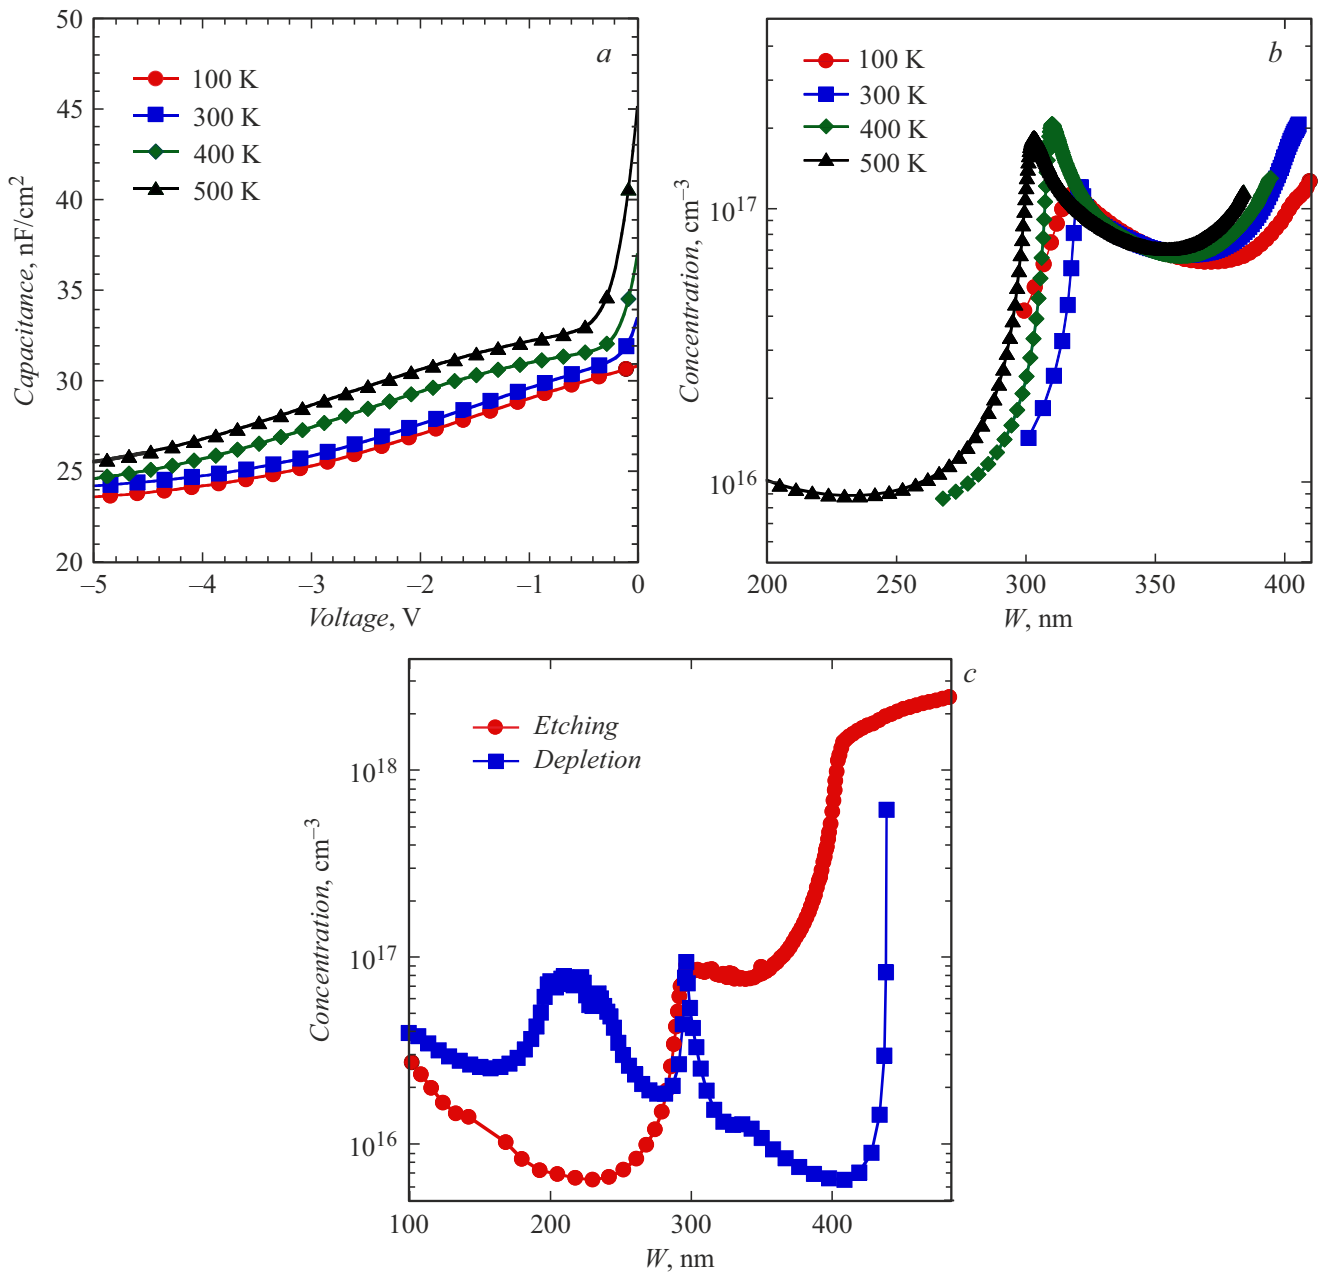 a
100 K
300 K
400 K
500 K
Capacitance, nF/cm²
50
45
40
35
30
25
20
–5
–4
–3
–2
–1
0
Voltage, V
b
100 K
300 K
400 K
500 K
Concentration, cm⁻³
10¹⁷
10¹⁶
200
250
300
350
400
W, nm
c
Etching
Depletion
Concentration, cm⁻³
10¹⁸
10¹⁷
10¹⁶
100
200
300
400
W, nm